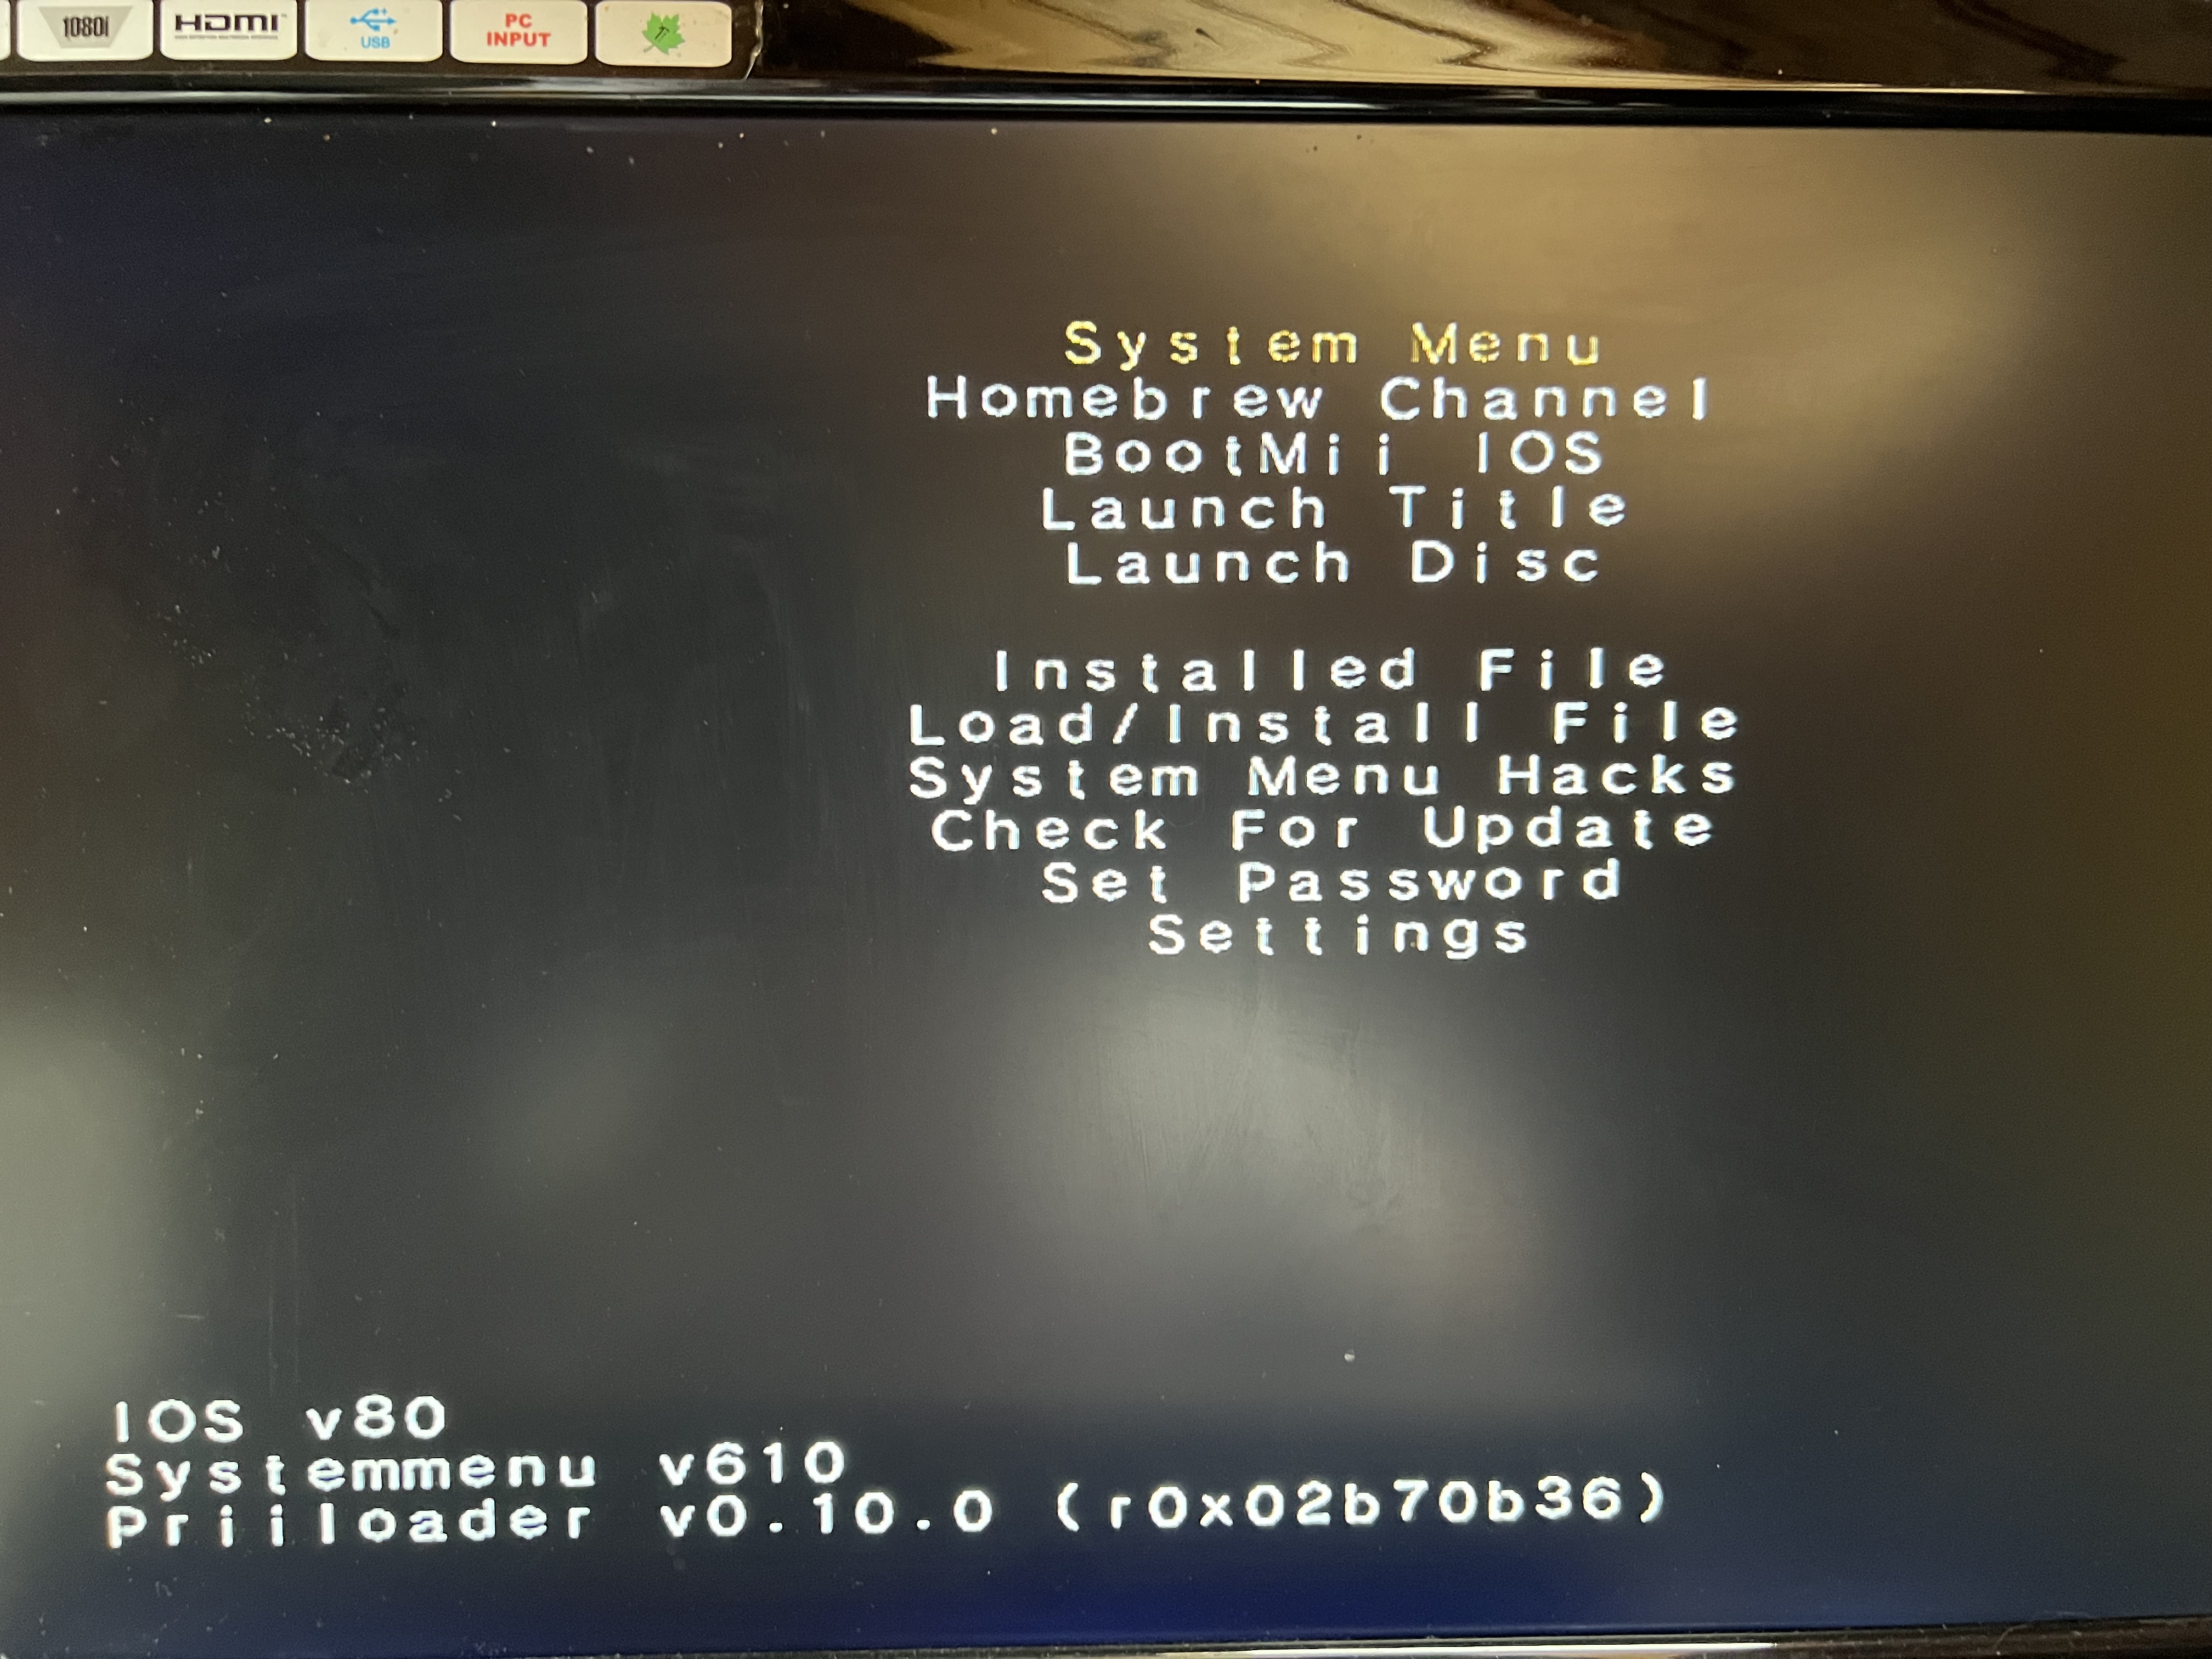 1080i
HDMI
USB
PC
INPUT
System Menu
Homebrew Channel
BootMii IOS
Launch Title
Launch Disc
Installed File
Load/Install File
System Menu Hacks
Check For Update
Set Password
Settings
IOS v80
Systemmenu v610
Priiloader v0.10.0 (r0x02b70b36)